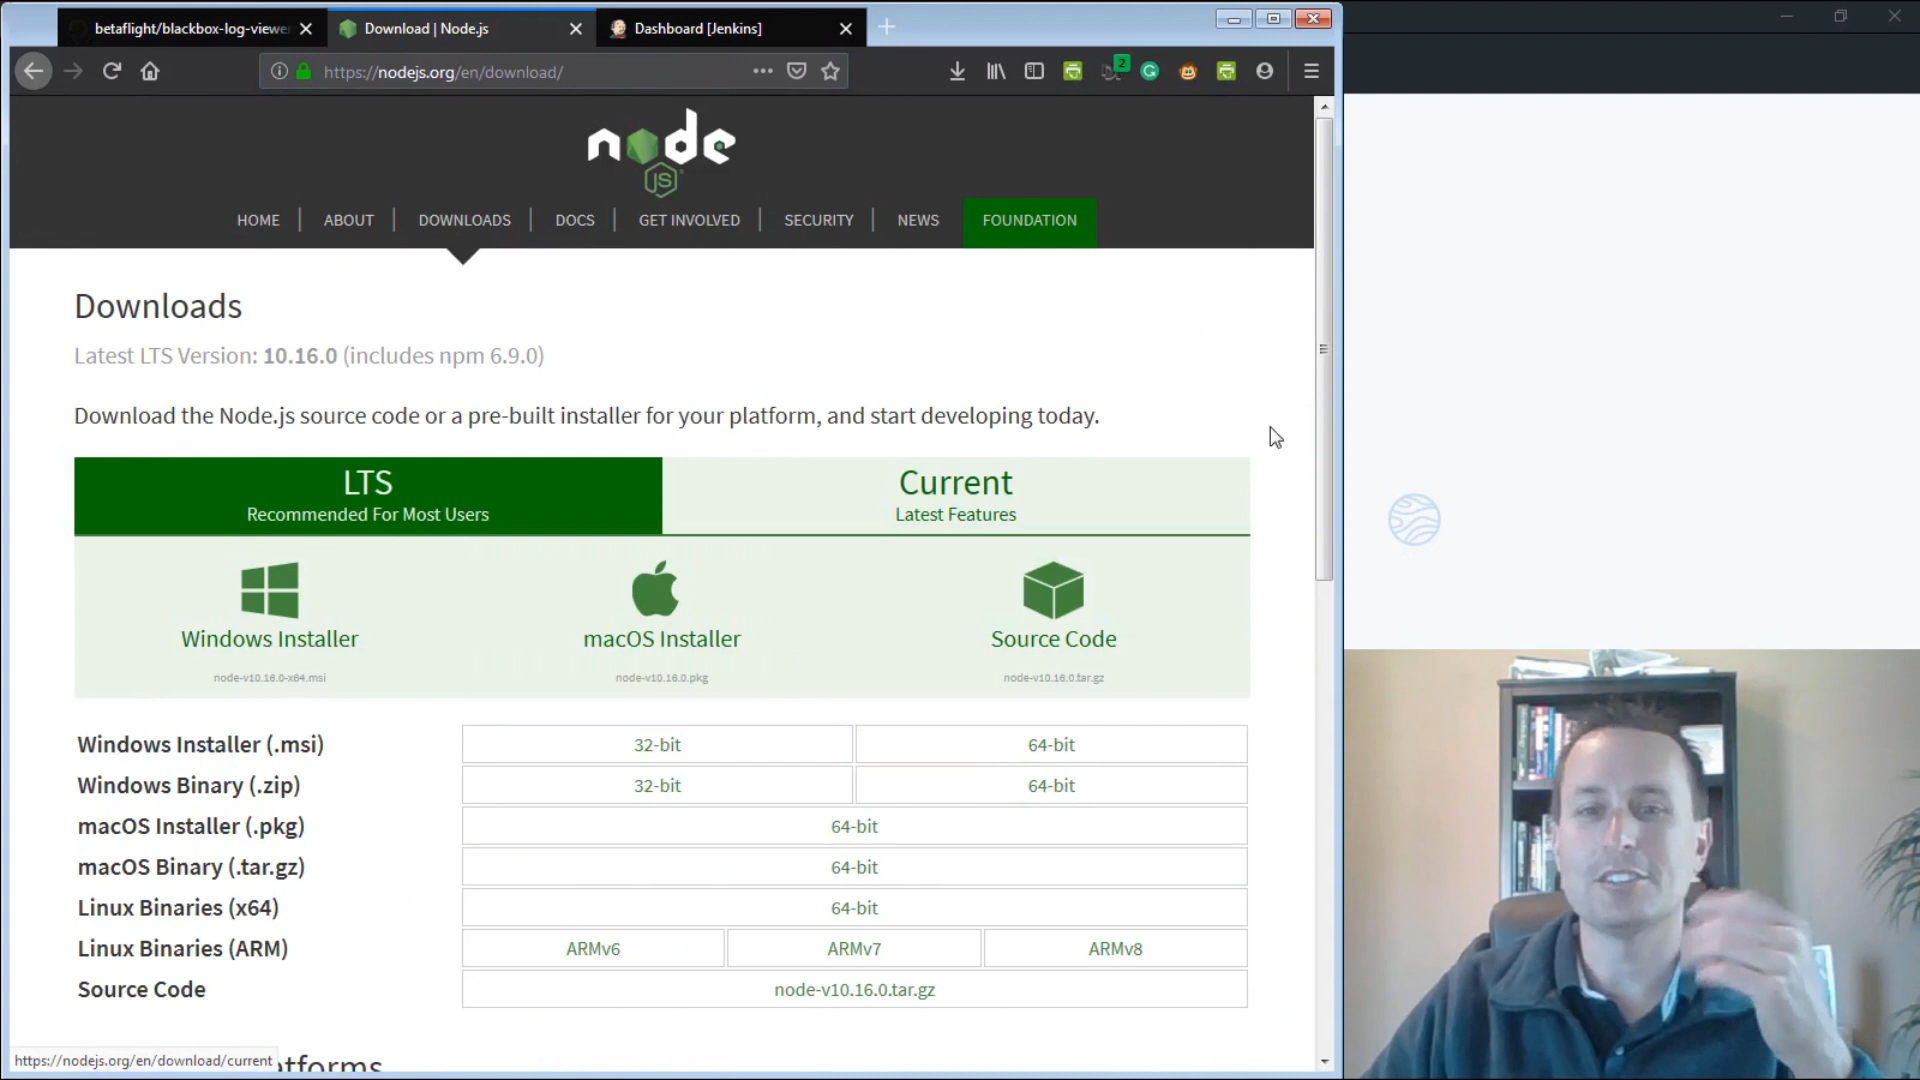 betaflight/blackbox-log-viewe
Download | Node.js
Dashboard [Jenkins]
https://nodejs.org/en/download/
2
node
JS
HOME
ABOUT
DOWNLOADS
DOCS
GET INVOLVED
SECURITY
NEWS
FOUNDATION
Downloads
Latest LTS Version: 10.16.0 (includes npm 6.9.0)
Download the Node.js source code or a pre-built installer for your platform, and start developing today.
LTS
Recommended For Most Users
Current
Latest Features
Windows Installer
node-v10.16.0-x64.msi
macOS Installer
node-v10.16.0.pkg
Source Code
node-v10.16.0.tar.gz
Windows Installer (.msi)
32-bit
64-bit
Windows Binary (.zip)
32-bit
64-bit
macOS Installer (.pkg)
64-bit
macOS Binary (.tar.gz)
64-bit
Linux Binaries (x64)
64-bit
Linux Binaries (ARM)
ARMv6
ARMv7
ARMv8
Source Code
node-v10.16.0.tar.gz
https://nodejs.org/en/download/current
atforms